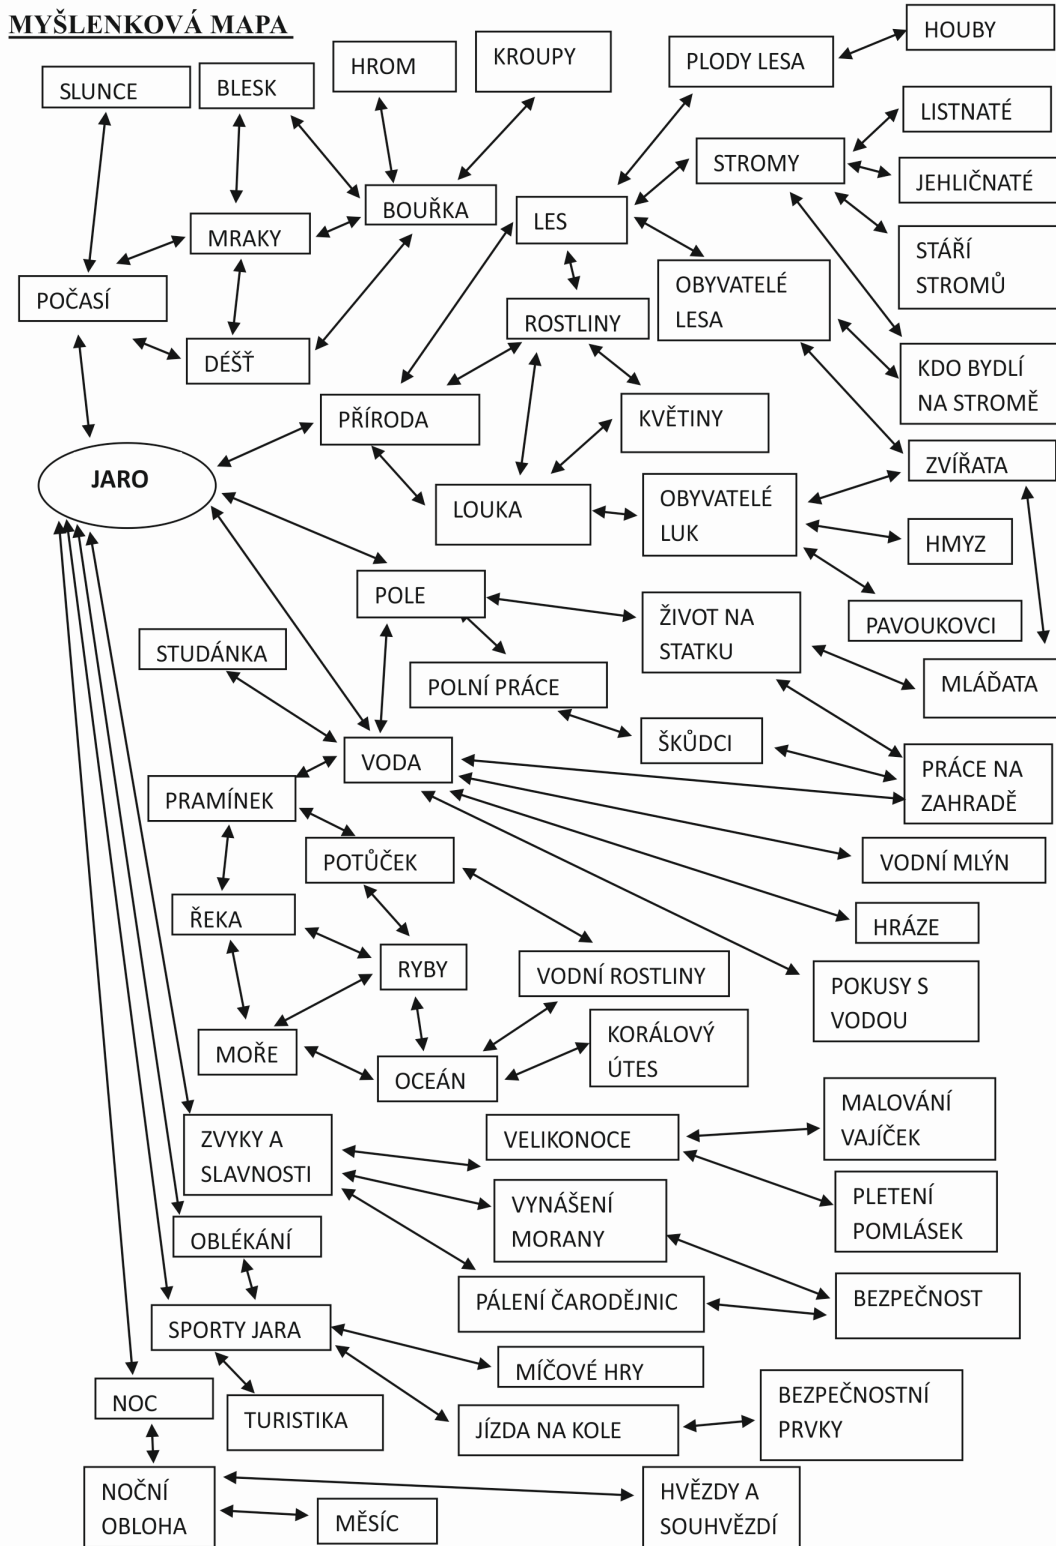 MYŠLENKOVÁ MAPA
SLUNCE
BLESK
HROM
KROUPY
PLODY LESA
HOUBY
LISTNATÉ
STROMY
JEHLIČNATÉ
BOUŘKA
LES
MRAKY
STÁŘÍ
STROMŮ
POČASÍ
OBYVATELÉ
LESA
ROSTLINY
DÉŠŤ
KDO BYDLÍ
NA STROMĚ
PŘÍRODA
KVĚTINY
ZVÍŘATA
JARO
LOUKA
OBYVATELÉ
LUK
HMYZ
POLE
ŽIVOT NA
STATKU
PAVOUKOVCI
STUDÁNKA
POLNÍ PRÁCE
MLÁĎATA
ŠKŮDCI
VODA
PRÁCE NA
ZAHRADĚ
PRAMÍNEK
POTŮČEK
VODNÍ MLÝN
ŘEKA
HRÁZE
RYBY
VODNÍ ROSTLINY
POKUSY S
VODOU
MOŘE
KORÁLOVÝ
ÚTES
OCEÁN
MALOVÁNÍ
VAJÍČEK
ZVYKY A
SLAVNOSTI
VELIKONOCE
VYNÁŠENÍ
MORANY
PLETENÍ
POMLÁSEK
OBLÉKÁNÍ
PÁLENÍ ČARODĚJNIC
BEZPEČNOST
SPORTY JARA
MÍČOVÉ HRY
NOC
TURISTIKA
JÍZDA NA KOLE
BEZPEČNOSTNÍ
PRVKY
NOČNÍ
OBLOHA
MĚSÍC
HVĚZDY A
SOUHVĚZDÍ